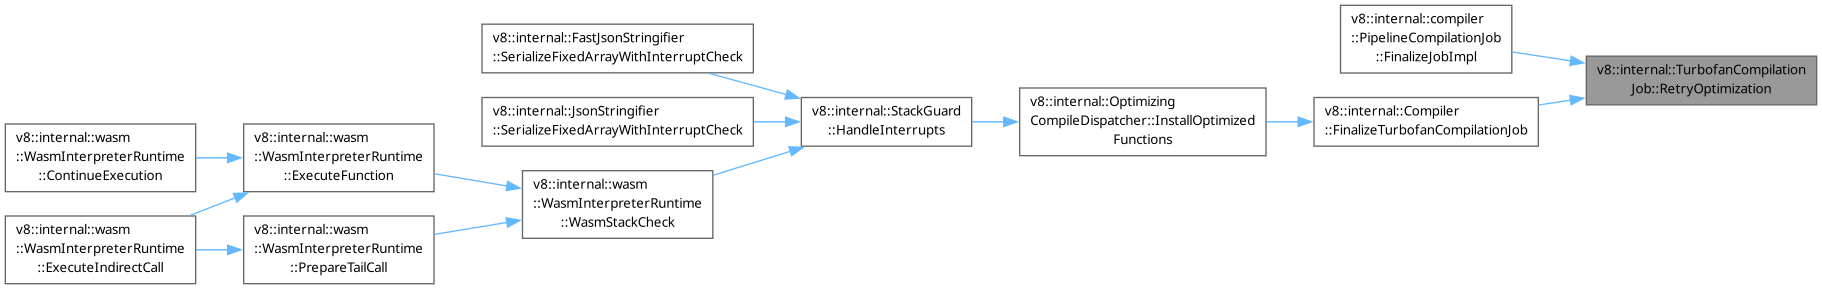 v8::internal::wasm
::WasmInterpreterRuntime
::ContinueExecution
v8::internal::wasm
::WasmInterpreterRuntime
::ExecuteIndirectCall
v8::internal::wasm
::WasmInterpreterRuntime
::ExecuteFunction
v8::internal::wasm
::WasmInterpreterRuntime
::PrepareTailCall
v8::internal::FastJsonStringifier
::SerializeFixedArrayWithInterruptCheck
v8::internal::JsonStringifier
::SerializeFixedArrayWithInterruptCheck
v8::internal::wasm
::WasmInterpreterRuntime
::WasmStackCheck
v8::internal::StackGuard
::HandleInterrupts
v8::internal::Optimizing
CompileDispatcher::InstallOptimized
Functions
v8::internal::compiler
::PipelineCompilationJob
::FinalizeJobImpl
v8::internal::Compiler
::FinalizeTurbofanCompilationJob
v8::internal::TurbofanCompilation
Job::RetryOptimization